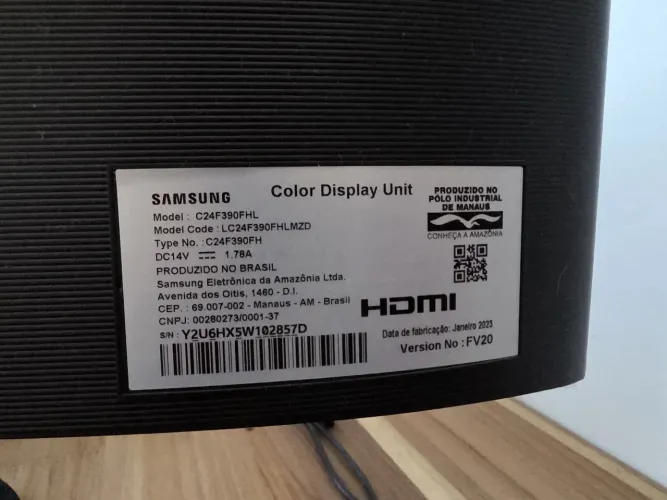 SAMSUNG
Color Display Unit
Model : C24F390FHL
Model Code : LC24F390FHLMZD
Type No. : C24F390FH
DC14V ⎓ 1.78A
PRODUZIDO NO BRASIL
Samsung Eletrônica da Amazônia Ltda.
Avenida dos Oitis, 1460 - D.I.
CEP. : 69.007-002 - Manaus - AM - Brasil
CNPJ: 00280273/0001-37
S/N : Y2U6HX5W102857D
PRODUZIDO NO
PÓLO INDUSTRIAL
DE MANAUS
CONHEÇA A AMAZÔNIA
HDMI
Data de fabricação: Janeiro 2023
Version No : FV20